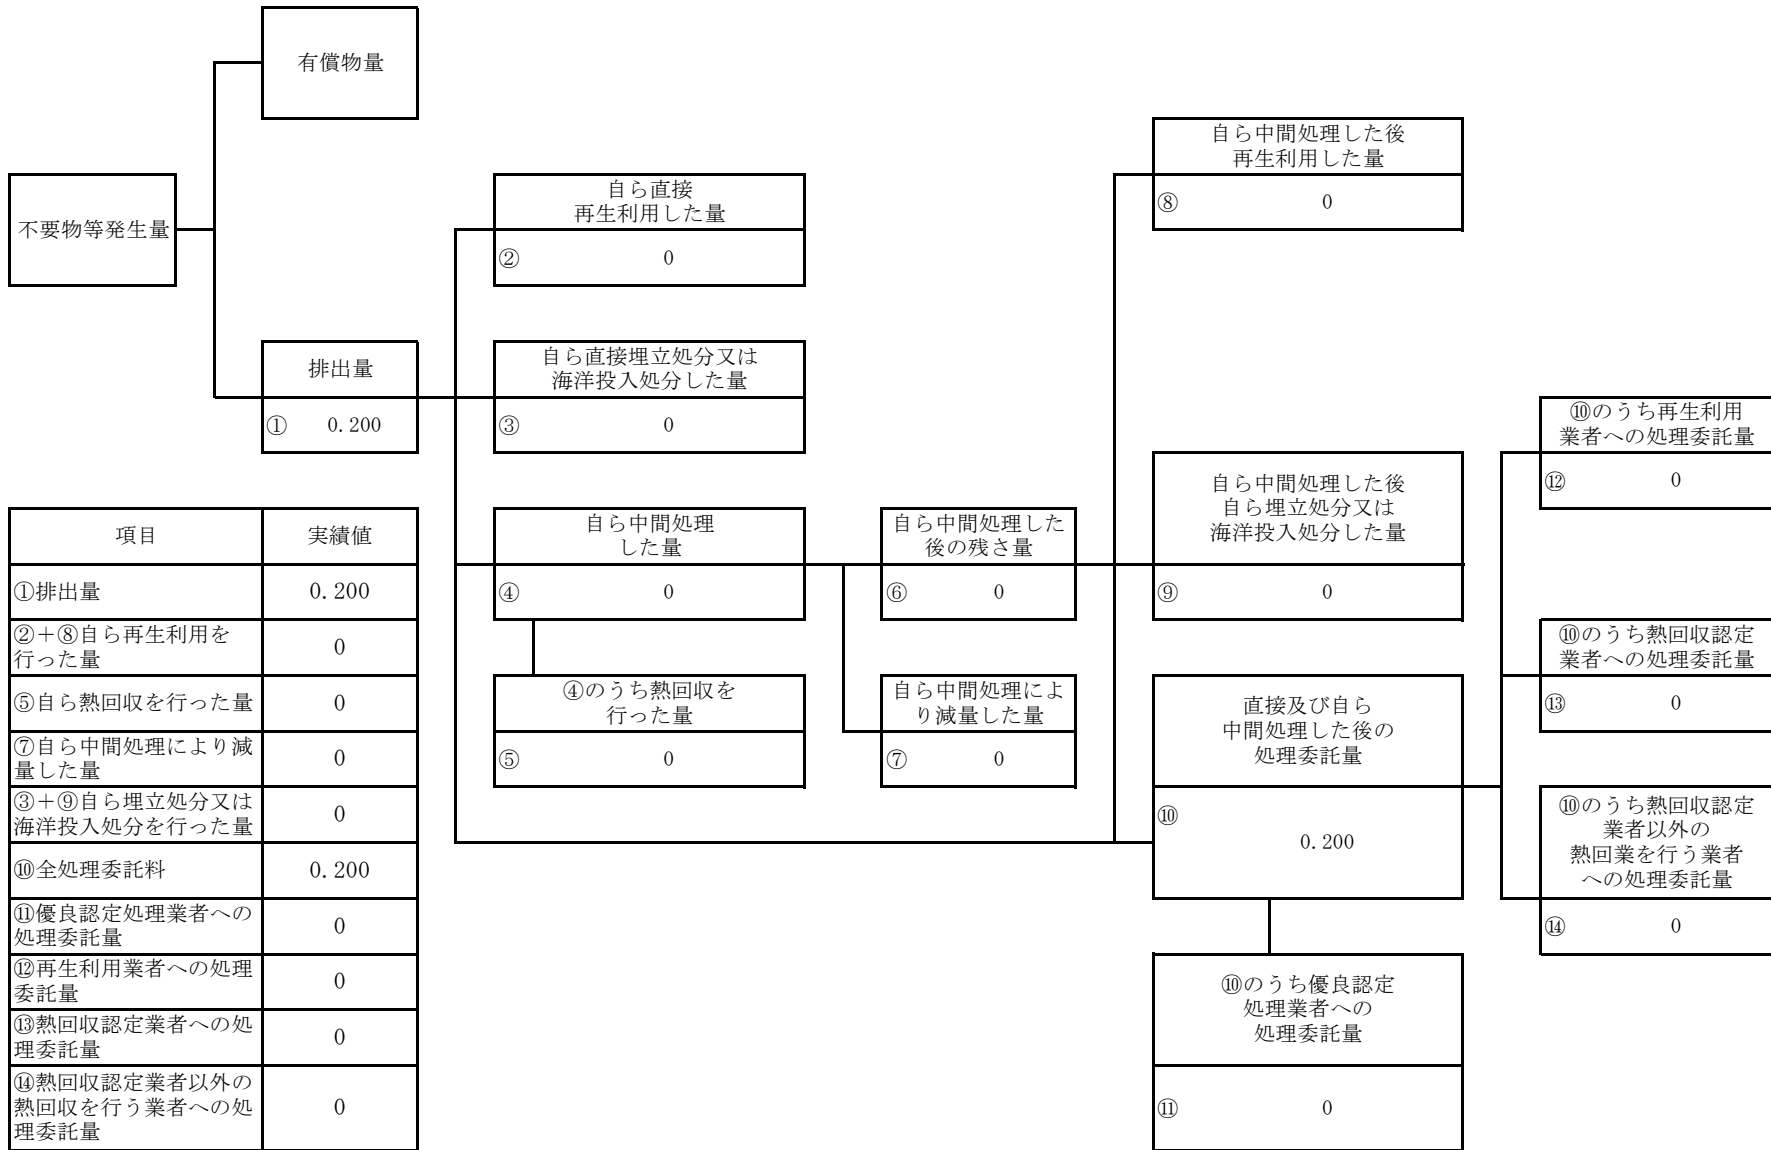 有償物量
不要物等発生量
排出量
① 0.200
自ら直接
再生利用した量
② 0
自ら直接埋立処分又は
海洋投入処分した量
③ 0
自ら中間処理
した量
④ 0
④のうち熱回収を
行った量
⑤ 0
自ら中間処理した
後の残さ量
⑥ 0
自ら中間処理によ
り減量した量
⑦ 0
自ら中間処理した後
再生利用した量
⑧ 0
自ら中間処理した後
自ら埋立処分又は
海洋投入処分した量
⑨ 0
直接及び自ら
中間処理した後の
処理委託量
⑩
0.200
⑩のうち優良認定
処理業者への
処理委託量
⑪ 0
⑩のうち再生利用
業者への処理委託量
⑫ 0
⑩のうち熱回収認定
業者への処理委託量
⑬ 0
⑩のうち熱回収認定
業者以外の
熱回業を行う業者
への処理委託量
⑭ 0
項目 実績値
①排出量 0.200
②＋⑧自ら再生利用を
行った量 0
⑤自ら熱回収を行った量 0
⑦自ら中間処理により減
量した量 0
③＋⑨自ら埋立処分又は
海洋投入処分を行った量 0
⑩全処理委託料 0.200
⑪優良認定処理業者への
処理委託量 0
⑫再生利用業者への処理
委託量 0
⑬熱回収認定業者への処
理委託量 0
⑭熱回収認定業者以外の
熱回収を行う業者への処
理委託量 0